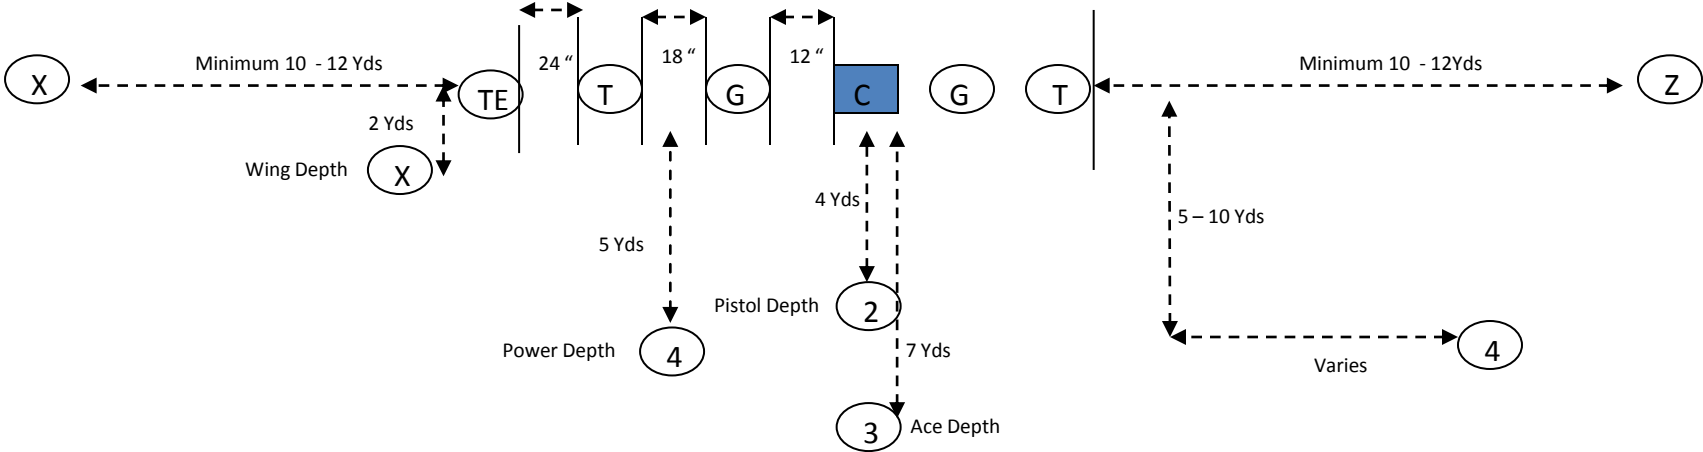 24 “
18 “
12 “
Minimum 10 - 12 Yds
Minimum 10 - 12Yds
X
TE
T
G
C
G
T
Z
2 Yds
Wing Depth
X
4 Yds
5 – 10 Yds
5 Yds
Pistol Depth
2
Power Depth
4
7 Yds
4
Varies
3
Ace Depth